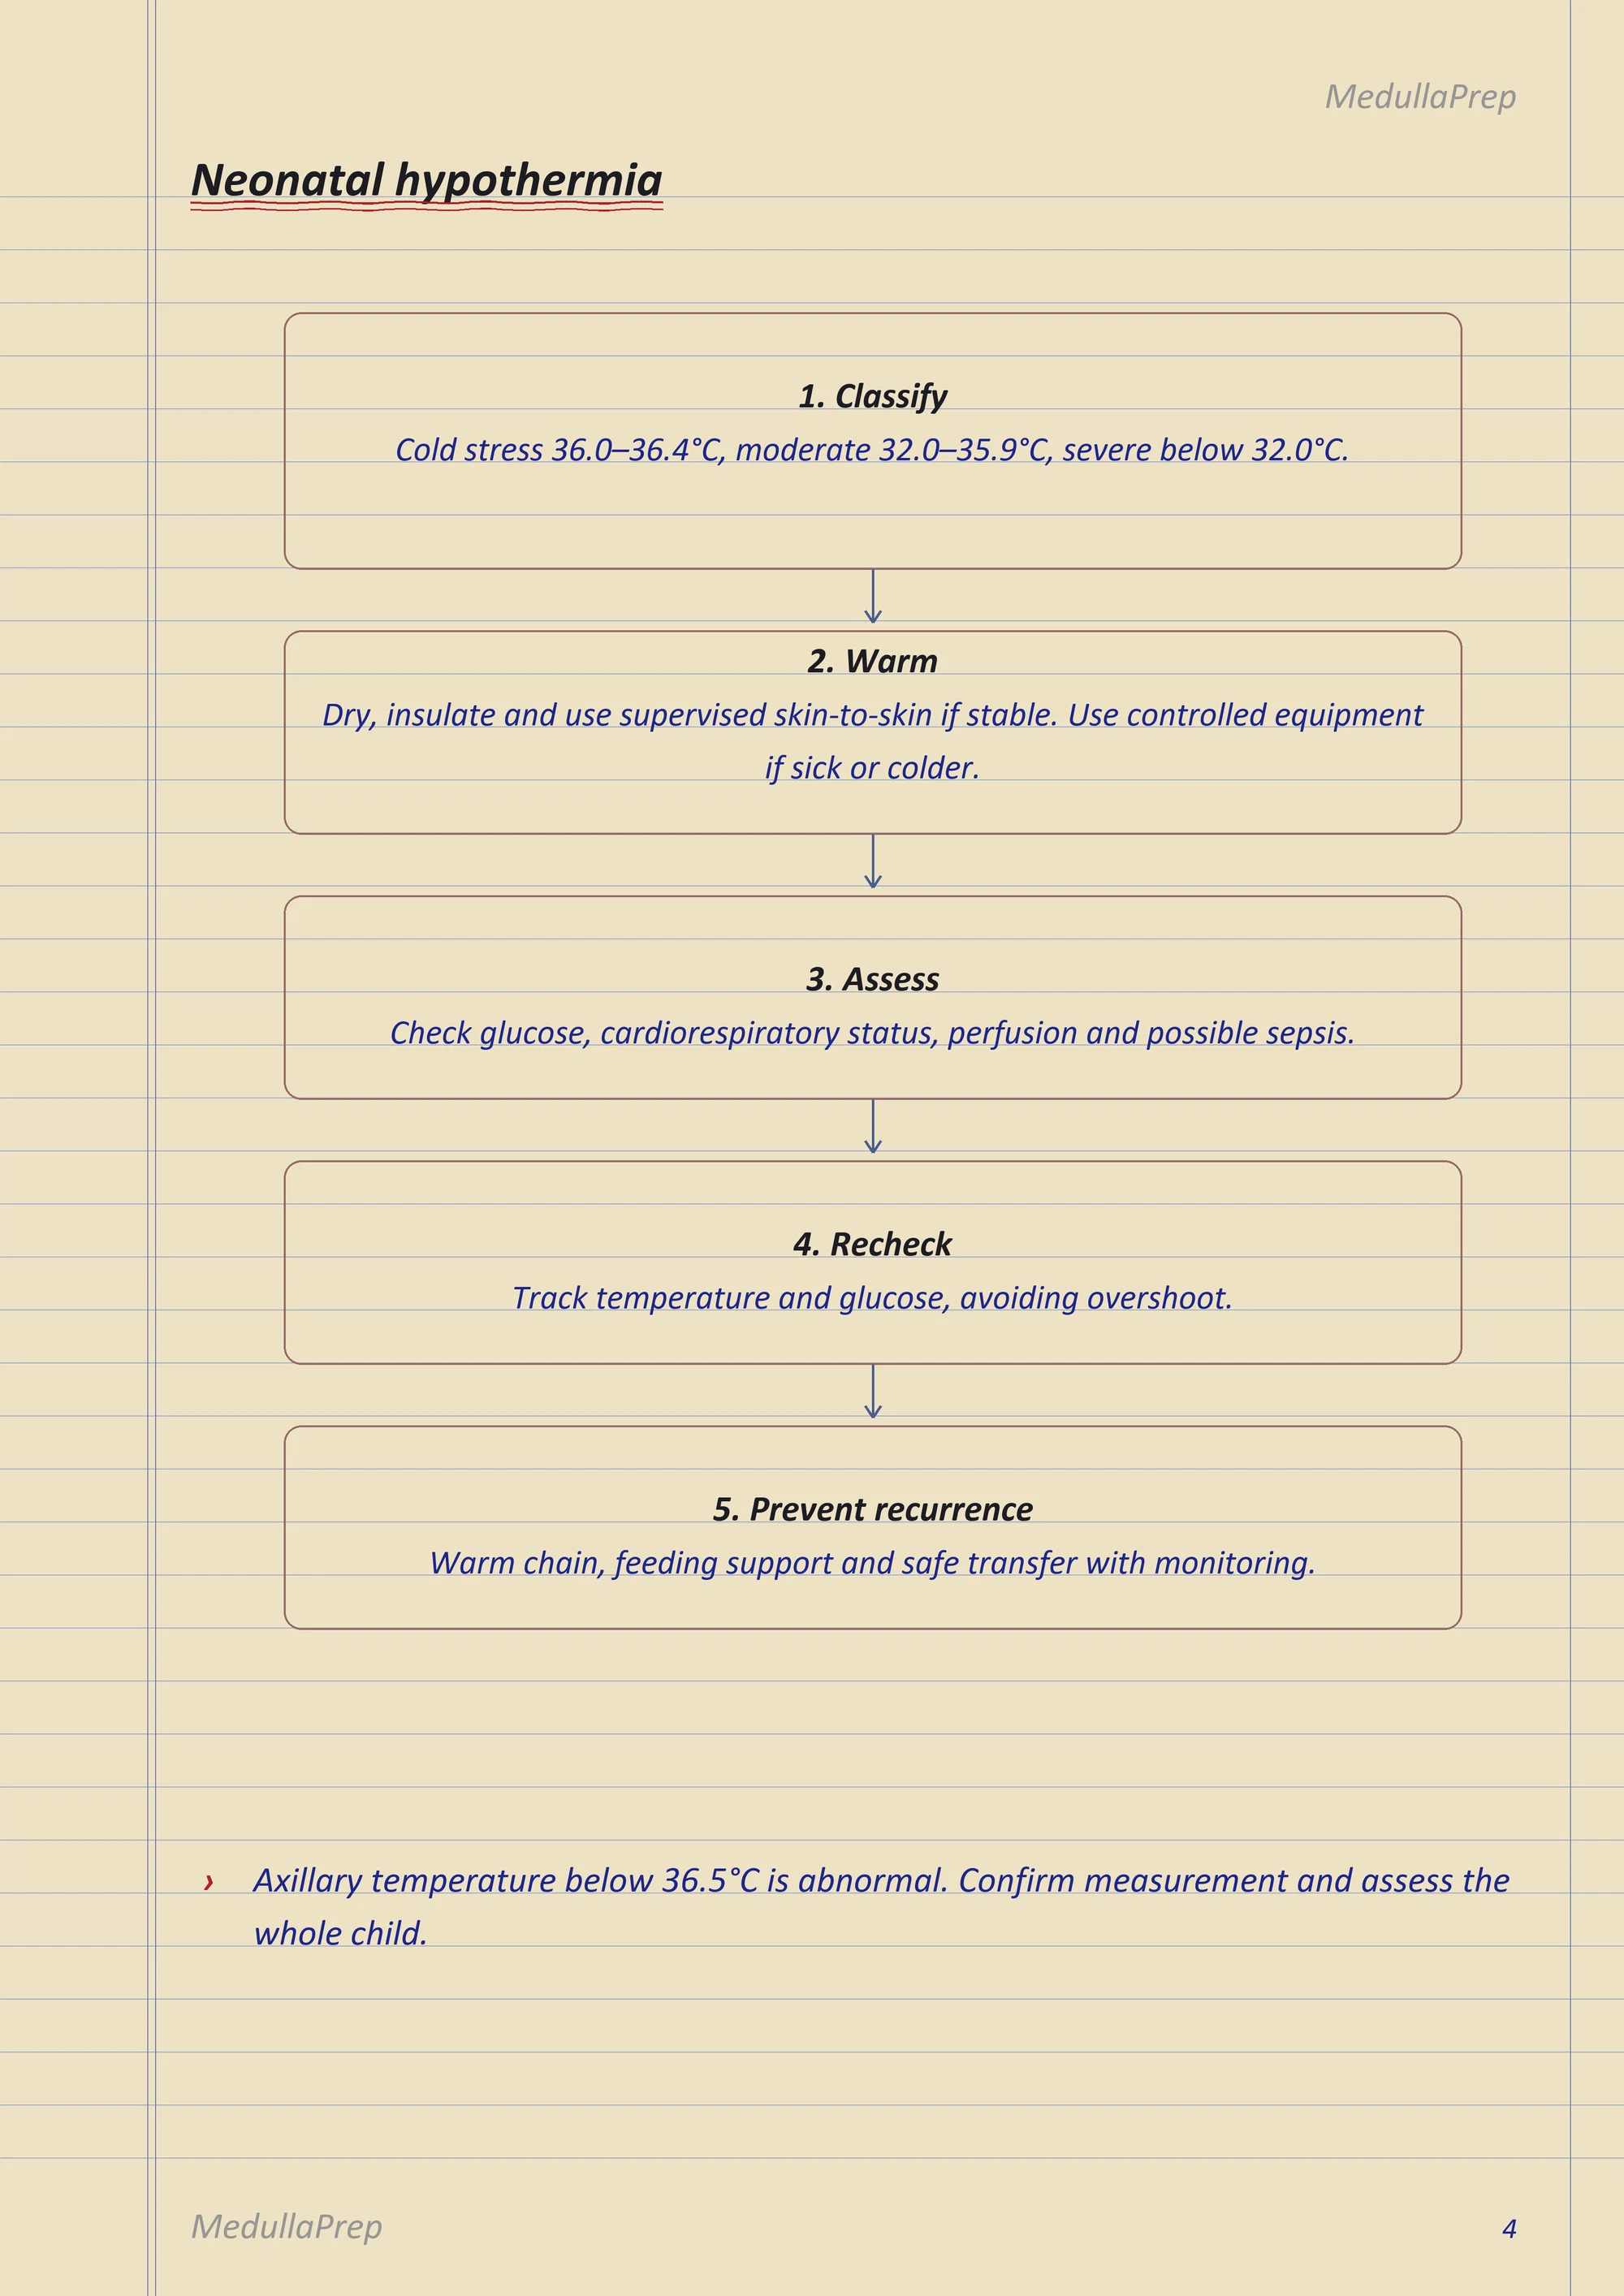 MedullaPrep
Neonatal hypothermia
1. Classify
Cold stress 36.0–36.4°C, moderate 32.0–35.9°C, severe below 32.0°C.
2. Warm
Dry, insulate and use supervised skin-to-skin if stable. Use controlled equipment
if sick or colder.
3. Assess
Check glucose, cardiorespiratory status, perfusion and possible sepsis.
4. Recheck
Track temperature and glucose, avoiding overshoot.
5. Prevent recurrence
Warm chain, feeding support and safe transfer with monitoring.
› Axillary temperature below 36.5°C is abnormal. Confirm measurement and assess the
whole child.
MedullaPrep
4